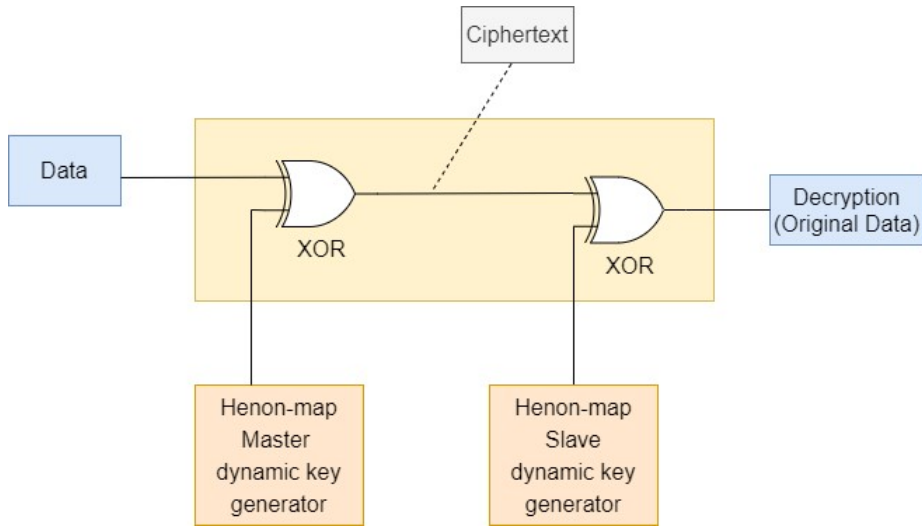 Ciphertext
Data
XOR
XOR
Decryption
(Original Data)
Henon-map
Master
dynamic key
generator
Henon-map
Slave
dynamic key
generator